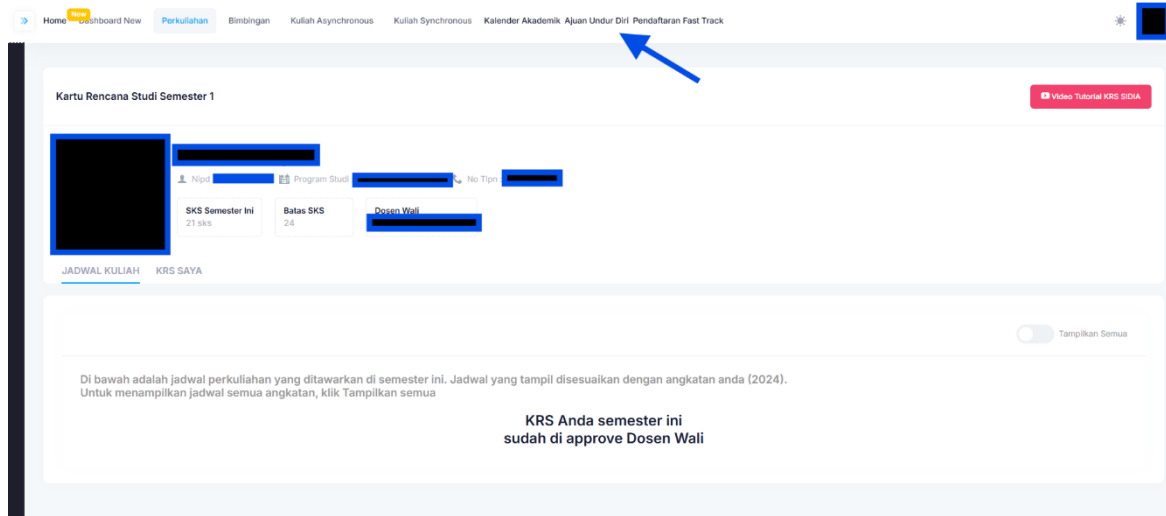 New
Home Dashboard New Perkuliahan Bimbingan Kuliah Asynchronous Kuliah Synchronous Kalender Akademik Ajuan Undur Diri Pendaftaran Fast Track
Kartu Rencana Studi Semester 1
Video Tutorial KRS SIDIA
Nipd Program Studi No Tlpn :
SKS Semester Ini Batas SKS Dosen Wali
21 sks 24
JADWAL KULIAH KRS SAYA
Tampilkan Semua
Di bawah adalah jadwal perkuliahan yang ditawarkan di semester ini. Jadwal yang tampil disesuaikan dengan angkatan anda (2024).
Untuk menampilkan jadwal semua angkatan, klik Tampilkan semua
KRS Anda semester ini
sudah di approve Dosen Wali